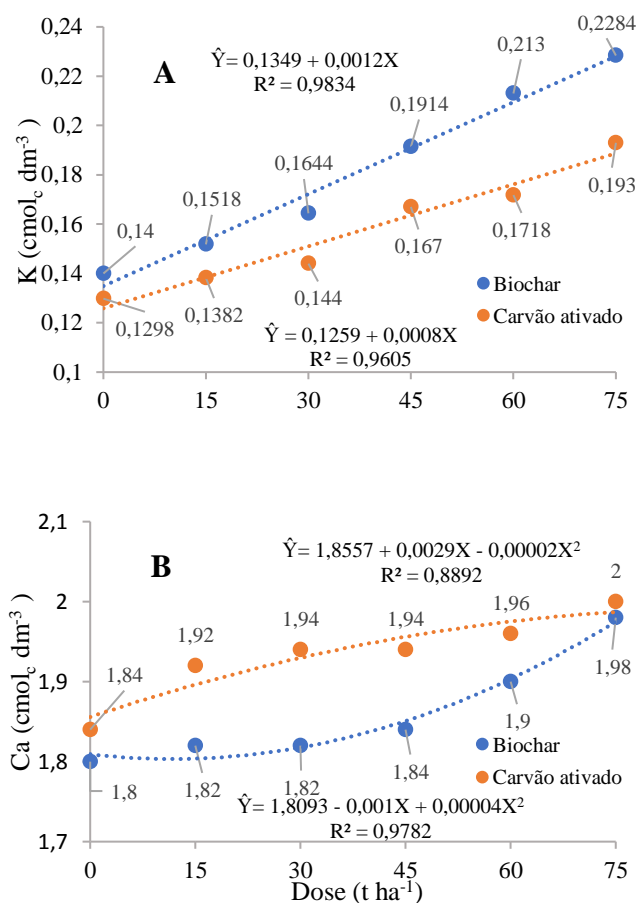 0,24
0,22
0,2
0,18
0,16
0,14
0,12
0,1
K (cmolc dm-3)
A
Ŷ= 0,1349 + 0,0012X
R² = 0,9834
0,14
0,1518
0,1644
0,1914
0,213
0,2284
0,1298
0,1382
0,144
0,167
0,1718
0,193
Biochar
Carvão ativado
Ŷ= 0,1259 + 0,0008X
R² = 0,9605
0 15 30 45 60 75
2,1
2
1,9
1,8
1,7
Ca (cmolc dm-3 )
B
Ŷ= 1,8557 + 0,0029X - 0,00002X2
R² = 0,8892
1,84
1,92
1,94
1,94
1,96
2
1,8
1,82
1,82
1,84
1,9
1,98
Biochar
Carvão ativado
Ŷ= 1,8093 - 0,001X + 0,00004X2
R² = 0,9782
0 15 30 45 60 75
Dose (t ha-1)